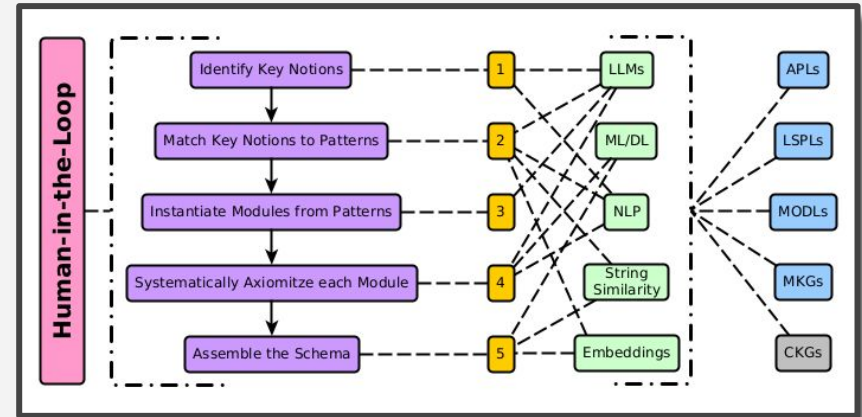 Human-in-the-Loop
Identify Key Notions
1
LLMs
APLs
Match Key Notions to Patterns
2
ML/DL
LSPLs
Instantiate Modules from Patterns
3
NLP
MODLs
Systematically Axiomitze each Module
4
String
Similarity
MKGs
Assemble the Schema
5
Embeddings
CKGs